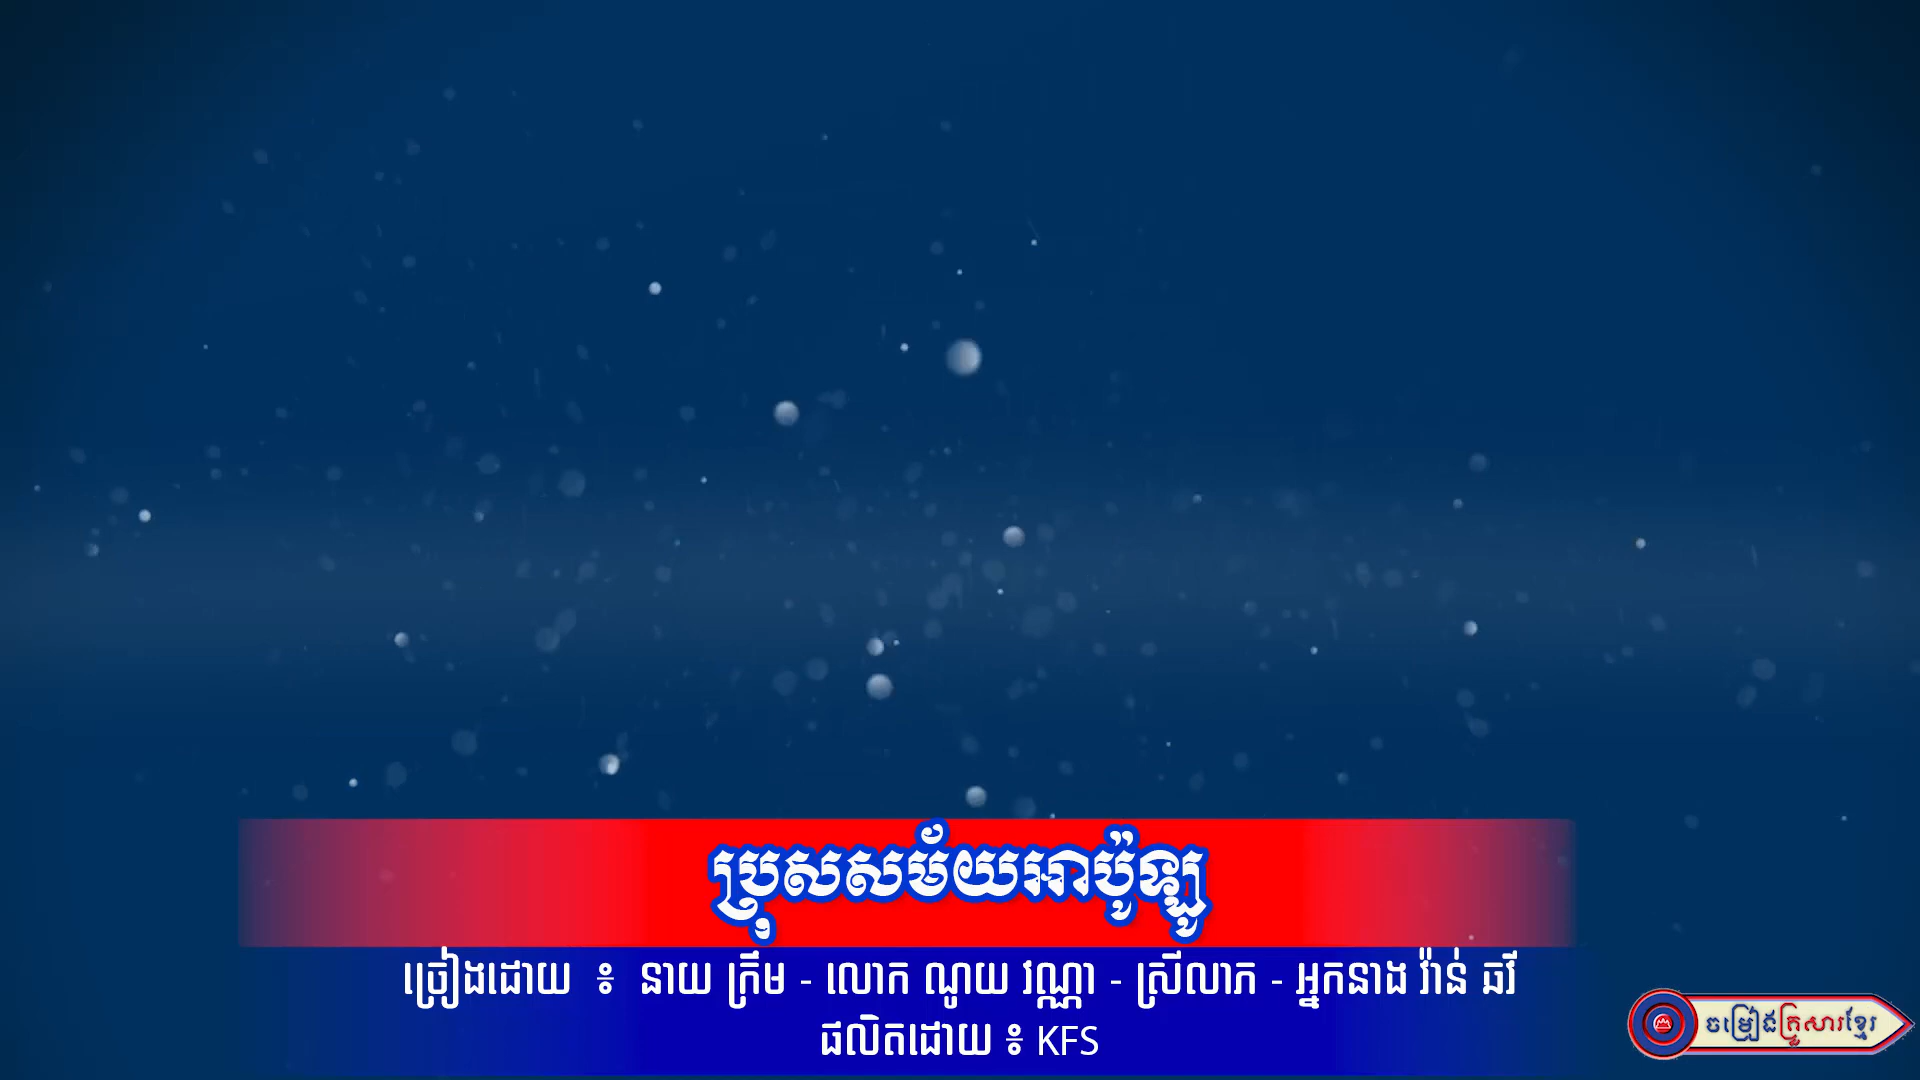 ប្រុសសម័យអាប៉ូឡូ
ច្រៀងដោយ ៖ នាយ ក្រឹម - លោក ណូយ វណ្ណា - ស្រីលាភ - អ្នកនាង វ៉ាន់ ឆវី
ផលិតដោយ ៖ KFS
ចម្រៀងគ្រួសារខ្មែរ